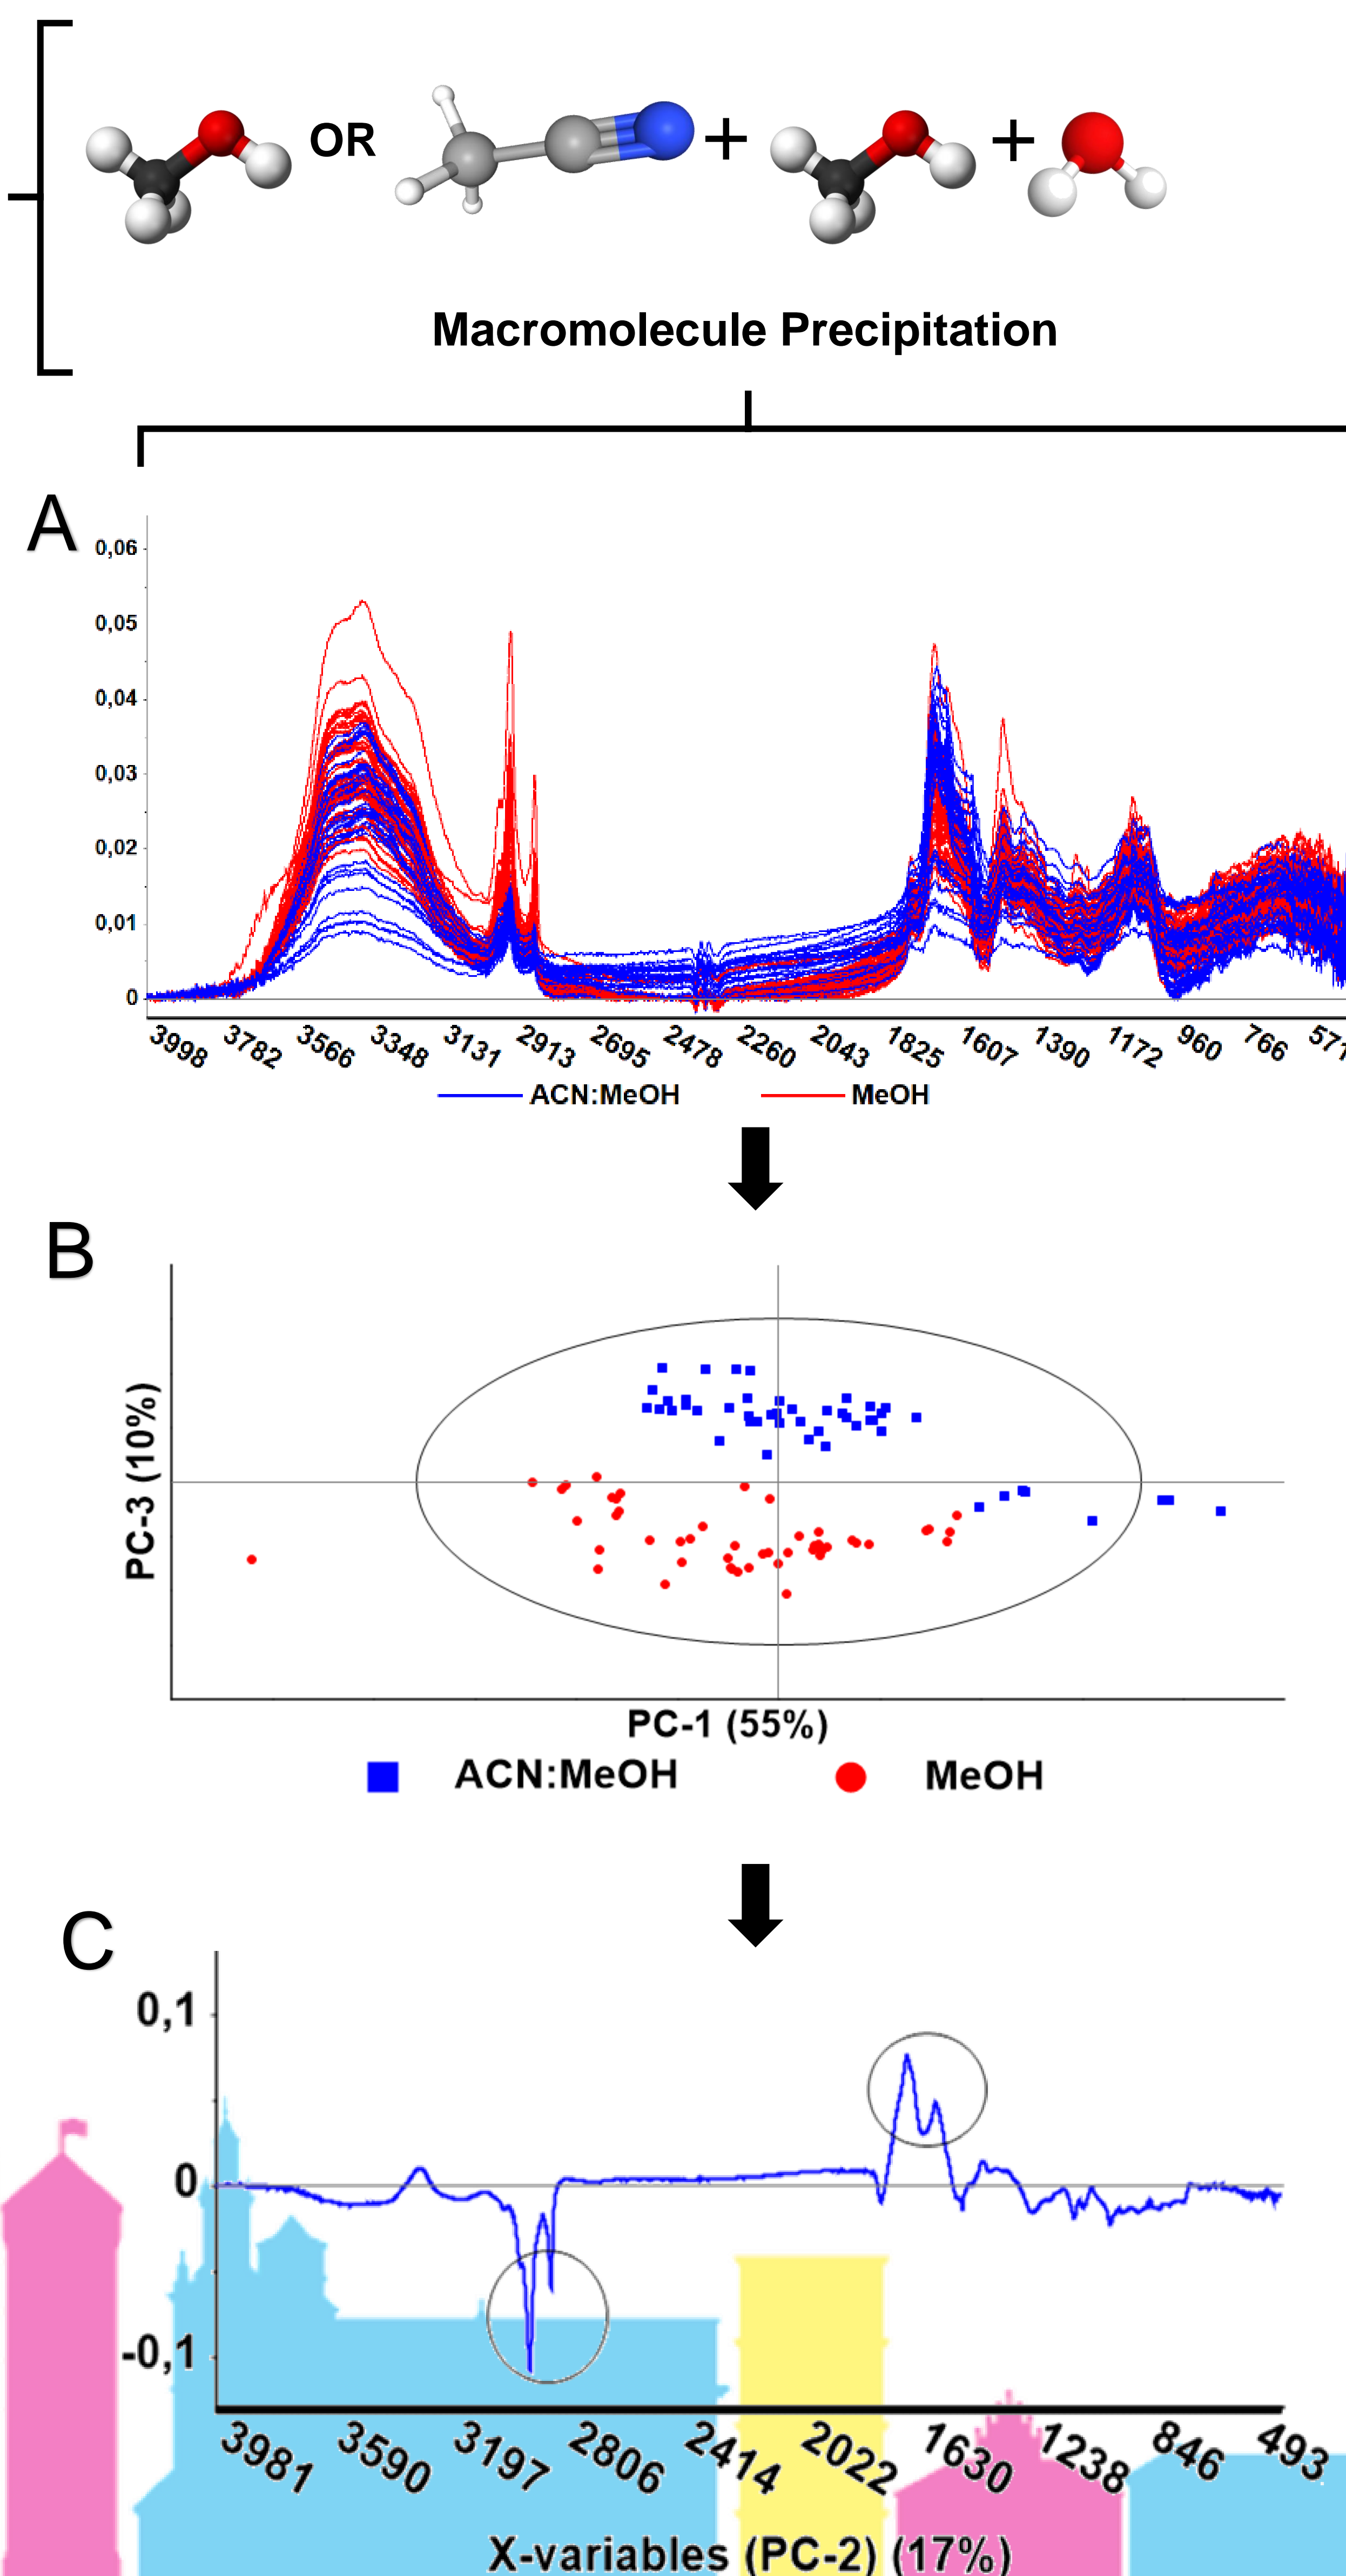 OR + +
Macromolecule Precipitation
A
0,06
0,05
0,04
0,03
0,02
0,01
0
3998 3782 3566 3348 3131 2913 2695 2478 2260 2043 1825 1607 1390 1172 960 766 571
ACN:MeOH MeOH
B
PC-3 (10%)
PC-1 (55%)
ACN:MeOH MeOH
C
0,1
0
-0,1
3981 3590 3197 2806 2414 2022 1630 1238 846 493
X-variables (PC-2) (17%)